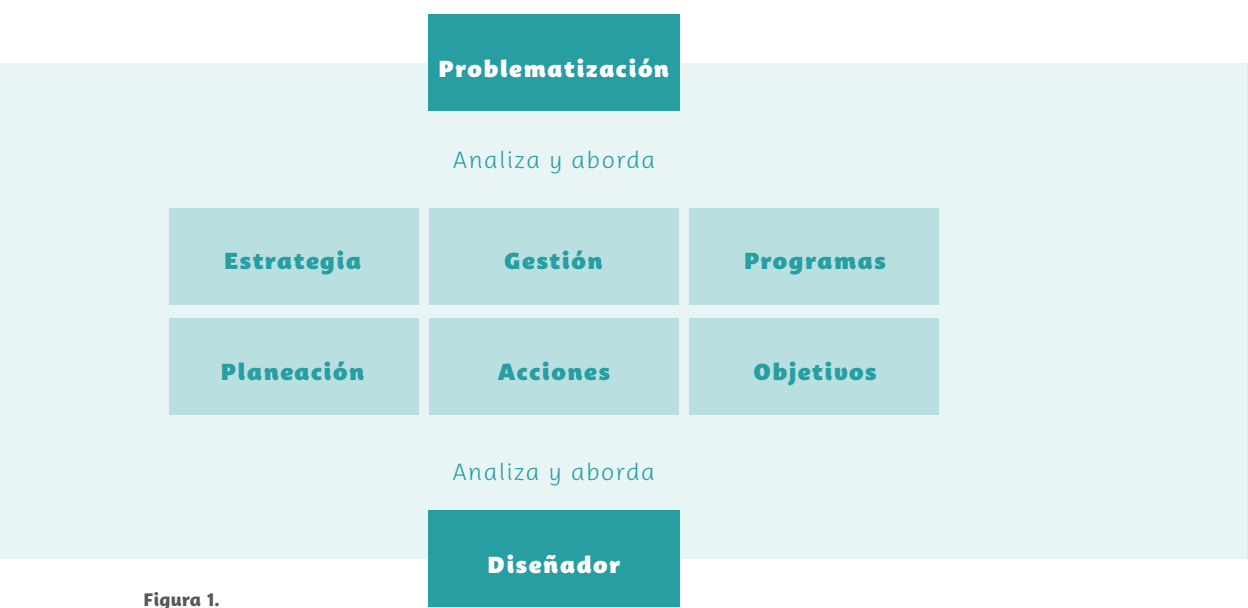 Problematización
Analiza y aborda
Estrategia Gestión Programas
Planeación Acciones Objetivos
Analiza y aborda
Diseñador
Figura 1.